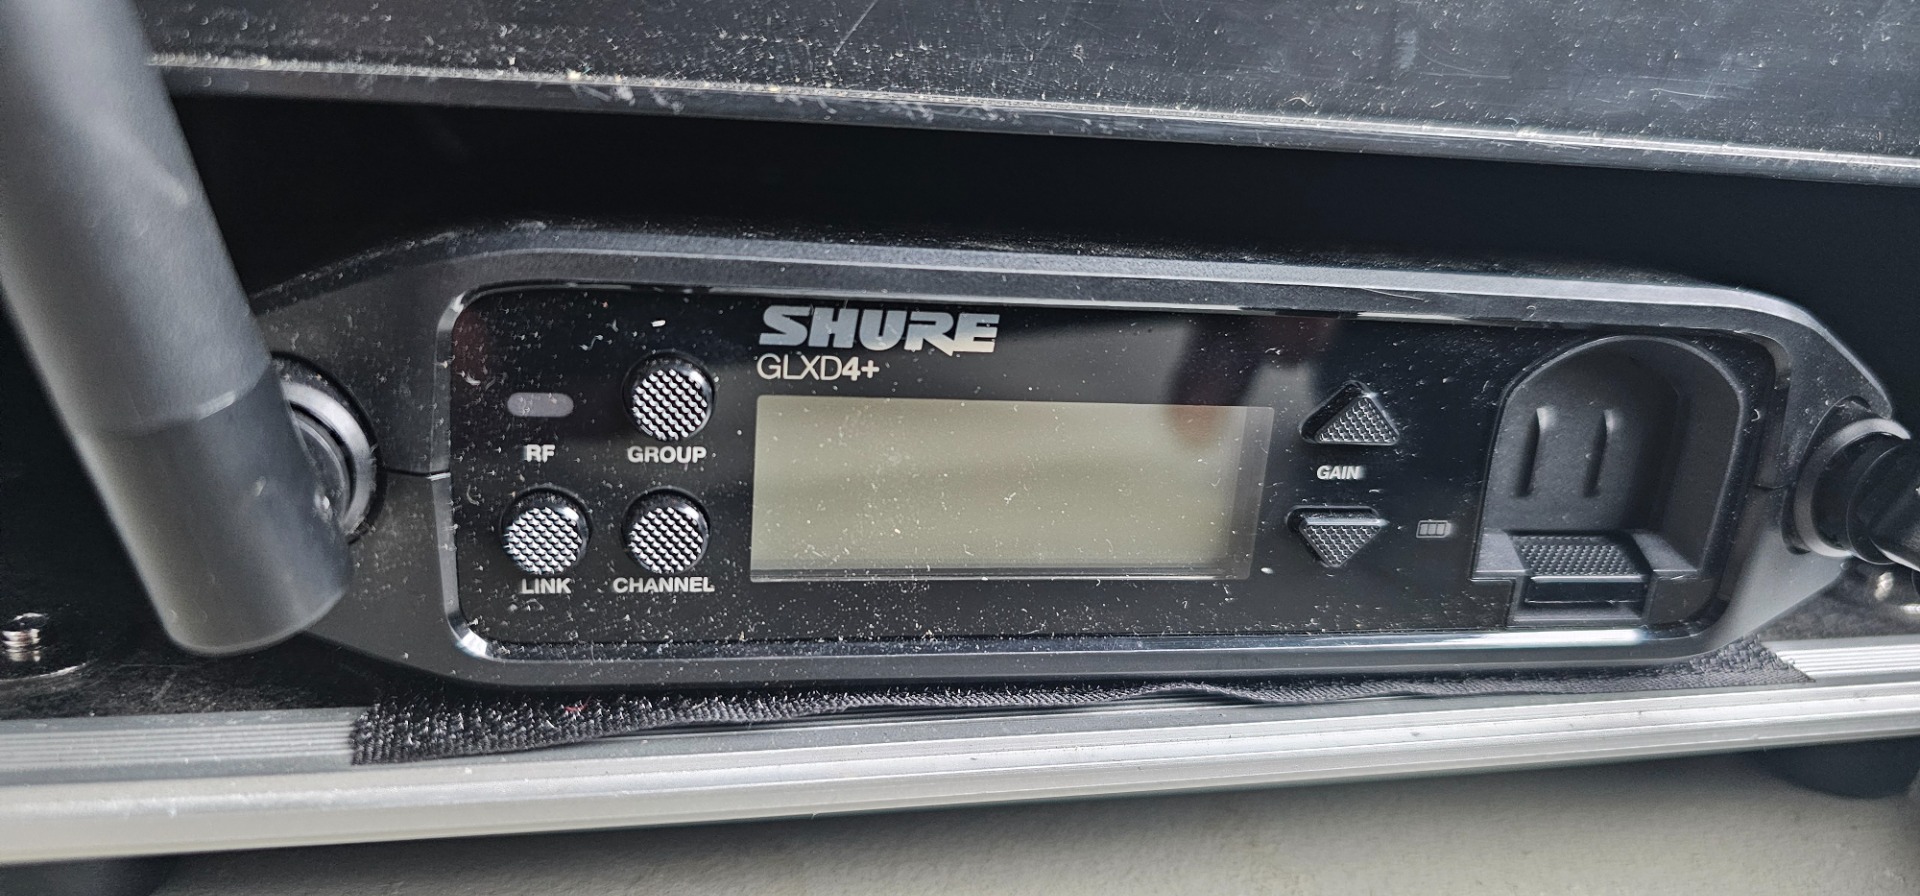 SHURE
GLXD4+
RF
GROUP
GAIN
LINK
CHANNEL